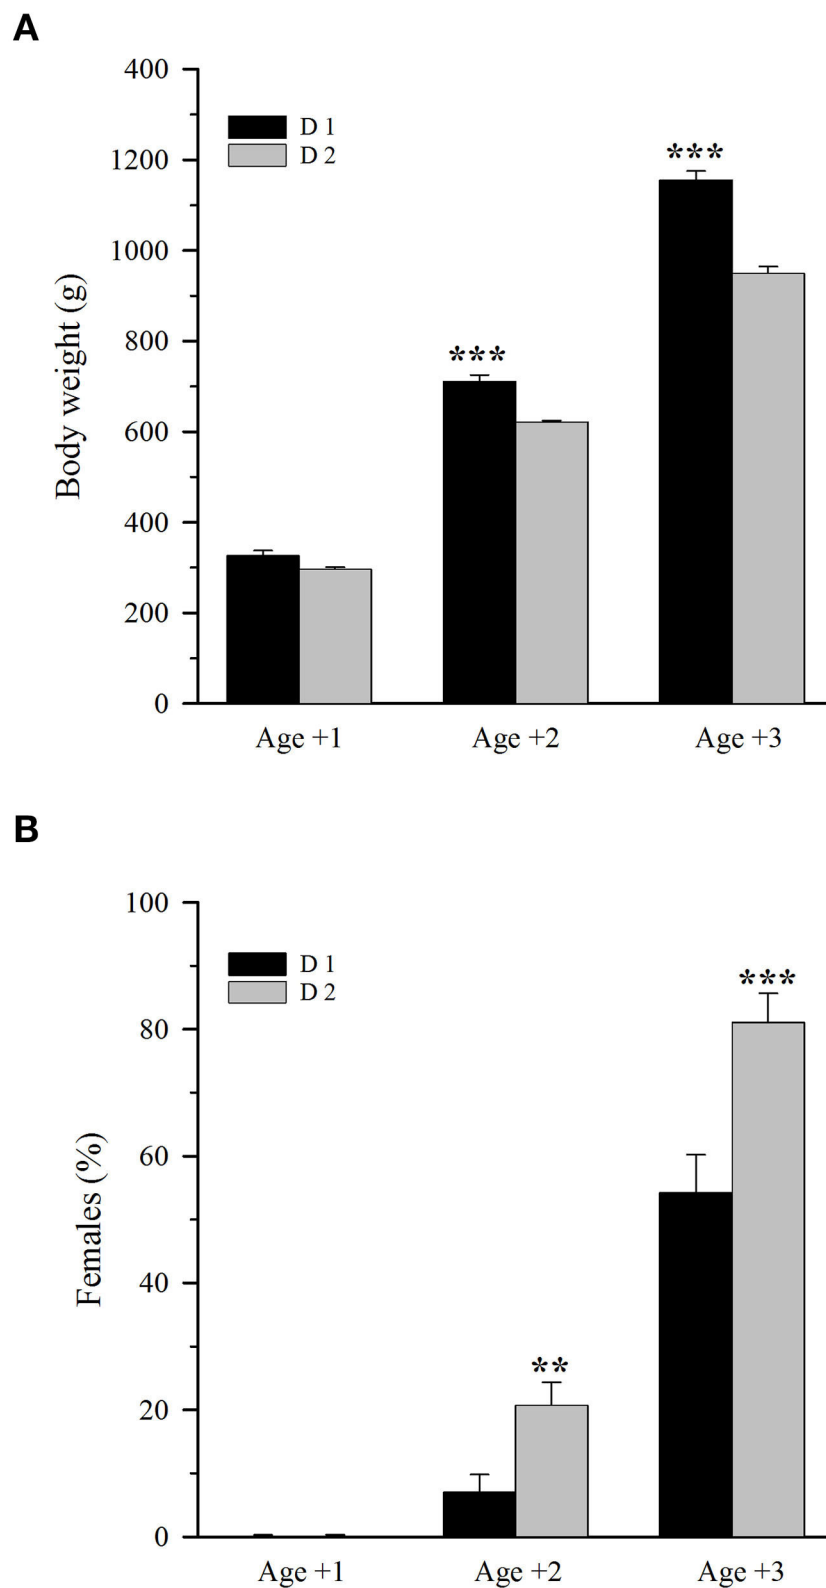 A
400
1200
1000
800
600
400
200
0
Body weight (g)
D 1
D 2
***
***
Age +1 Age +2 Age +3
B
100
80
60
40
20
0
Females (%)
D 1
D 2
***
**
Age +1 Age +2 Age +3